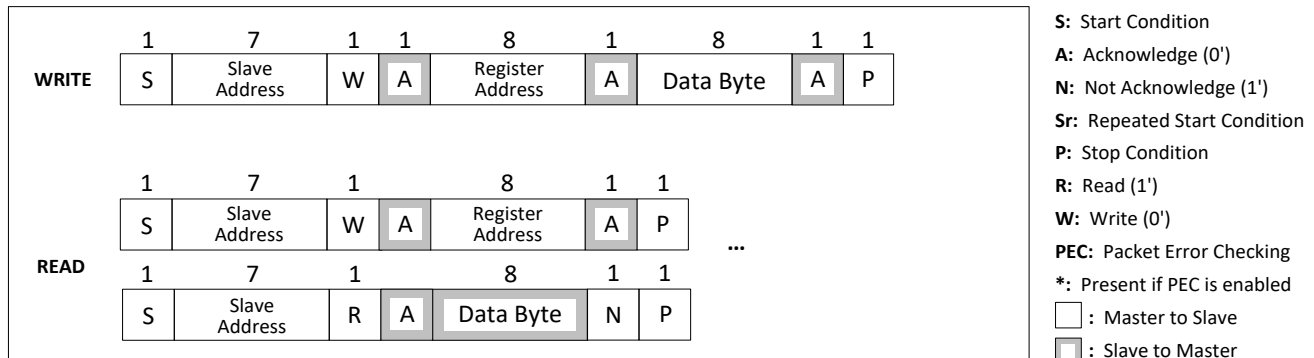 1 7 1 1 8 1 8 1 1
WRITE S Slave Address W A Register Address A Data Byte A P
1 7 1 8 1 1
S Slave Address W A Register Address A P ...
READ
1 7 1 8 1 1
S Slave Address R A Data Byte N P
S: Start Condition
A: Acknowledge (0')
N: Not Acknowledge (1')
Sr: Repeated Start Condition
P: Stop Condition
R: Read (1')
W: Write (0')
PEC: Packet Error Checking
*: Present if PEC is enabled
: Master to Slave
: Slave to Master